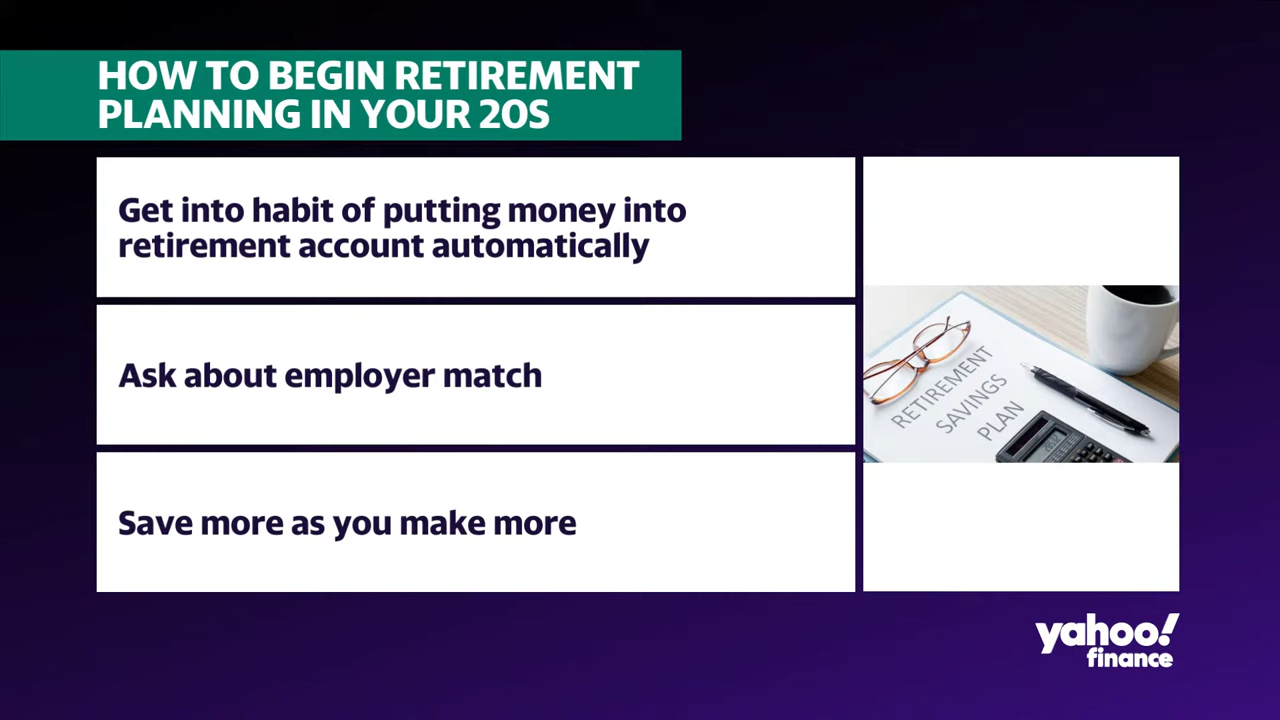 HOW TO BEGIN RETIREMENT
PLANNING IN YOUR 20S
Get into habit of putting money into
retirement account automatically
Ask about employer match
Save more as you make more
RETIREMENT
SAVINGS
PLAN
yahoo!
finance